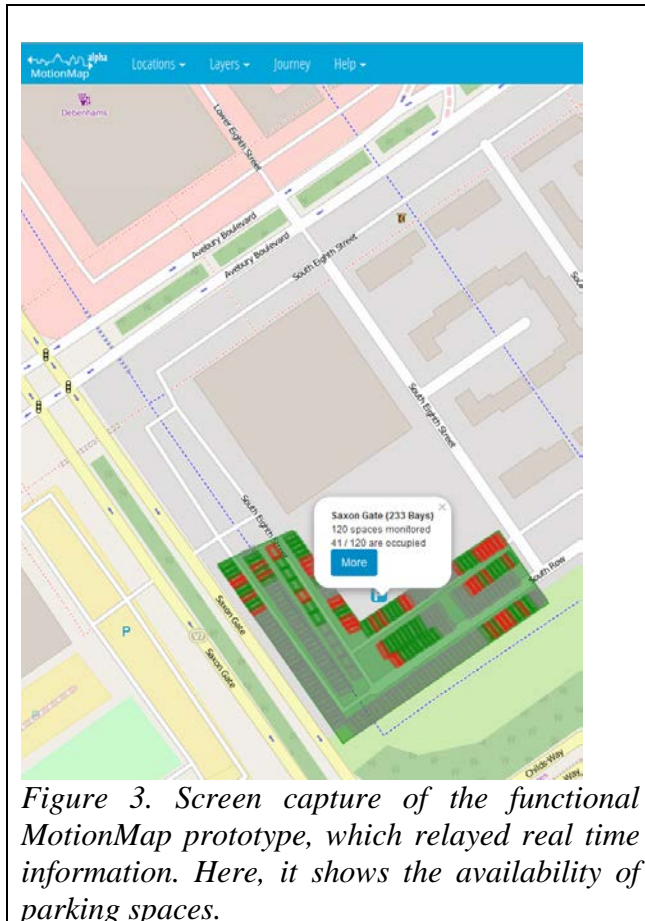 alpha
MotionMap
Locations
Layers
Journey
Help
Debenhams
Lower Eighth Street
Avebury Boulevard
Avebury Boulevard
South Eighth Street
South Eighth Street
Saxon Gate (233 Bays)
120 spaces monitored
41 / 120 are occupied
More
South Eighth Street
South Row
Saxon Gate
Saxon Gate
P
Childs Way
Way
Figure 3. Screen capture of the functional
MotionMap prototype, which relayed real time
information. Here, it shows the availability of
parking spaces.